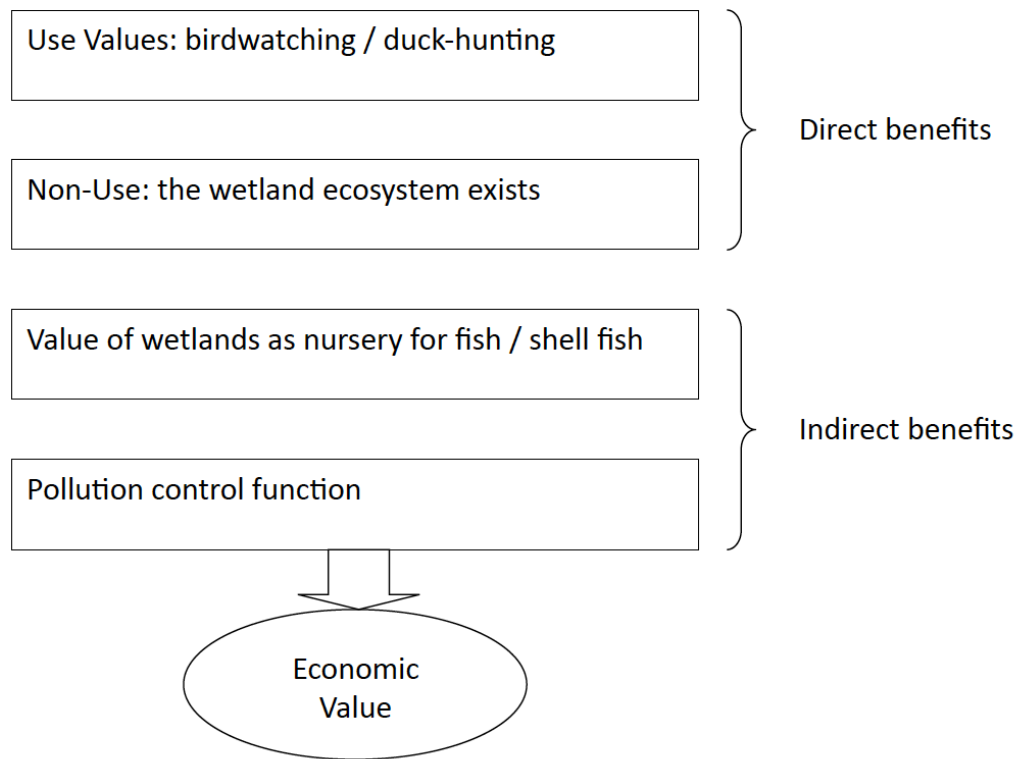 Use Values: birdwatching / duck-hunting
Direct benefits
Non-Use: the wetland ecosystem exists
Value of wetlands as nursery for fish / shell fish
Indirect benefits
Pollution control function
Economic
Value